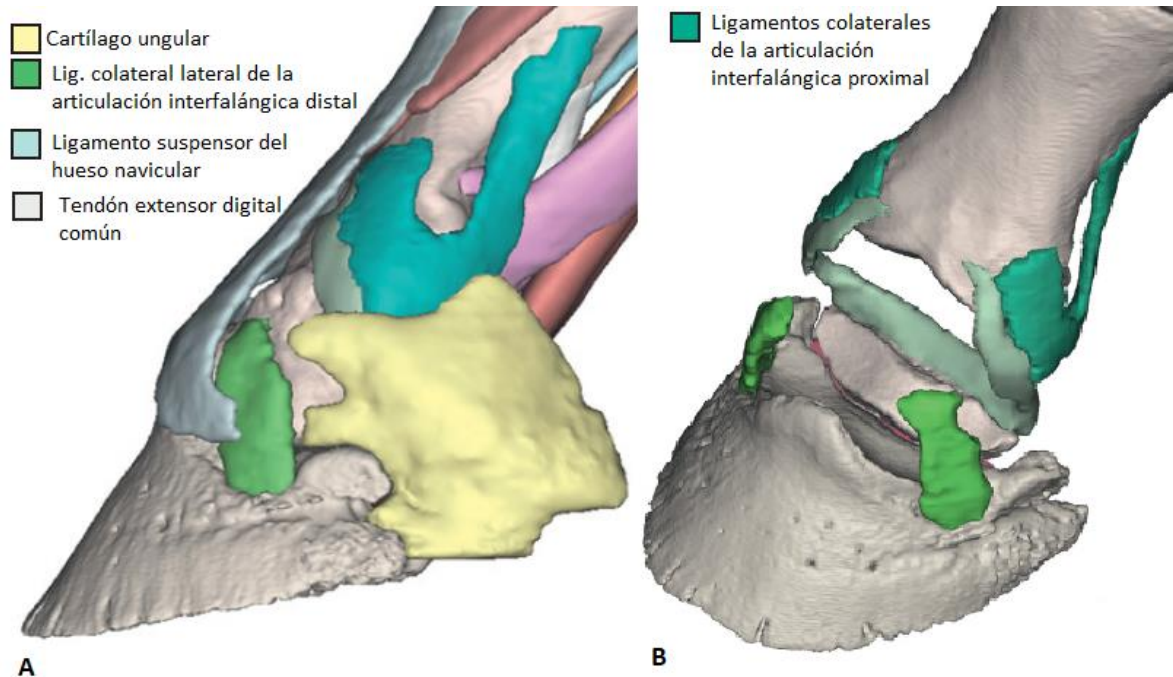 Cartílago ungular
Lig. colateral lateral de la
articulación interfalángica distal
Ligamento suspensor del
hueso navicular
Tendón extensor digital
común
A
Ligamentos colaterales
de la articulación
interfalángica proximal
B